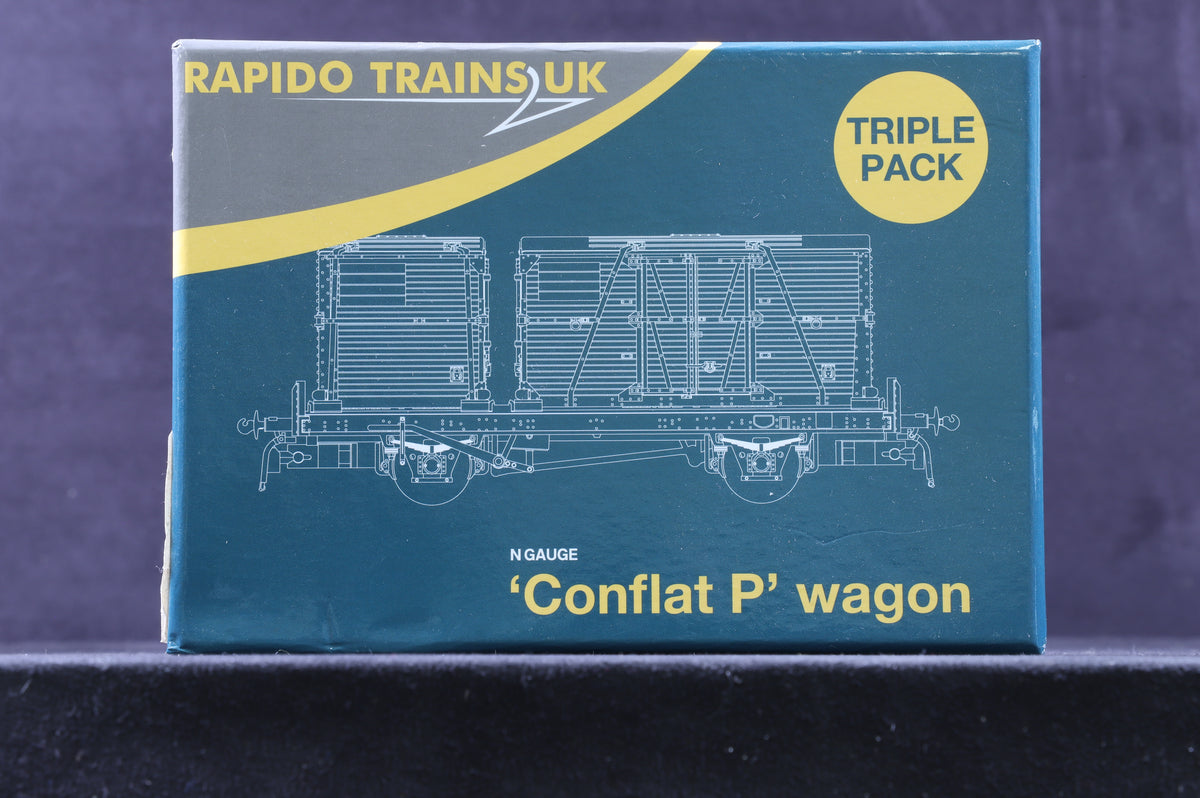 RAPIDO TRAINS UK
TRIPLE
PACK
N GAUGE
‘Conflat P’ wagon